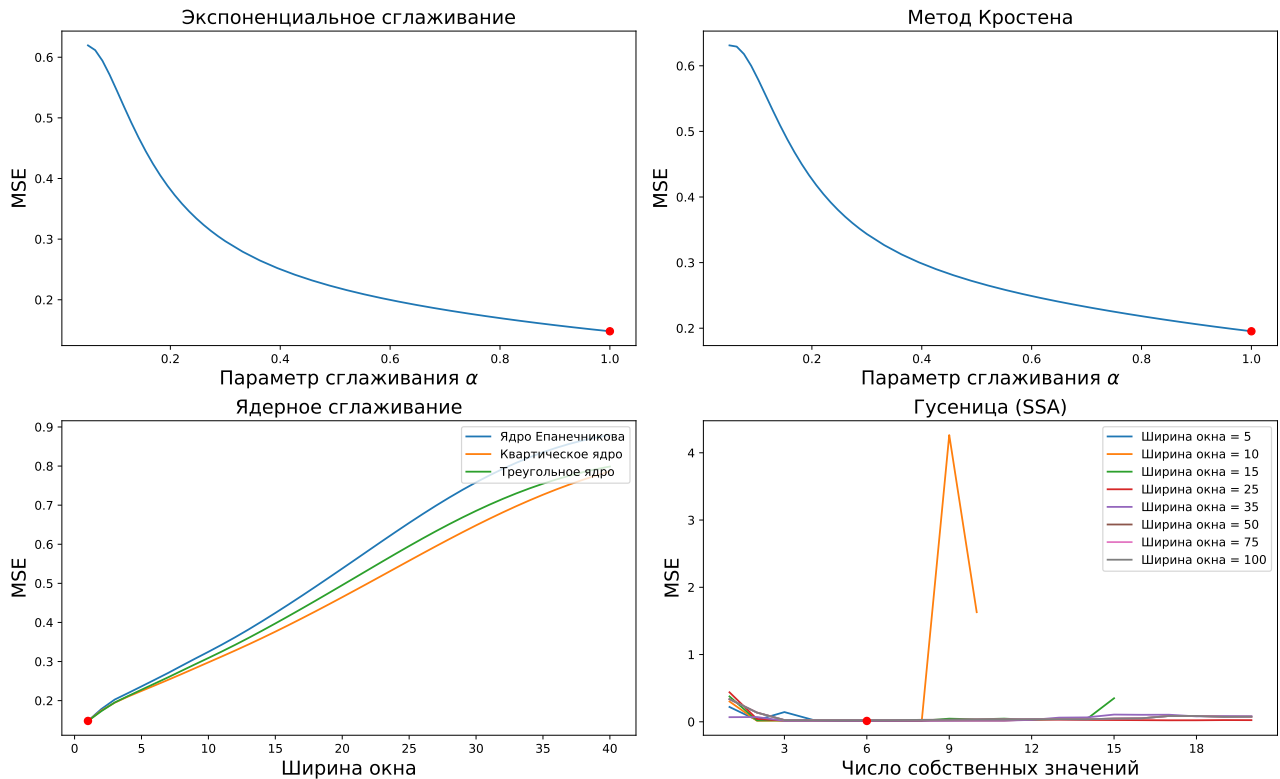 Экспоненциальное сглаживание
MSE
0.6
0.5
0.4
0.3
0.2
0.2 0.4 0.6 0.8 1.0
Параметр сглаживания α
Метод Кростена
MSE
0.6
0.5
0.4
0.3
0.2
0.2 0.4 0.6 0.8 1.0
Параметр сглаживания α
Ядерное сглаживание
MSE
0.9
0.8
0.7
0.6
0.5
0.4
0.3
0.2
Ядро Епанечникова
Квартическое ядро
Треугольное ядро
0 5 10 15 20 25 30 35 40
Ширина окна
Гусеница (SSA)
MSE
4
3
2
1
0
Ширина окна = 5
Ширина окна = 10
Ширина окна = 15
Ширина окна = 25
Ширина окна = 35
Ширина окна = 50
Ширина окна = 75
Ширина окна = 100
3 6 9 12 15 18
Число собственных значений